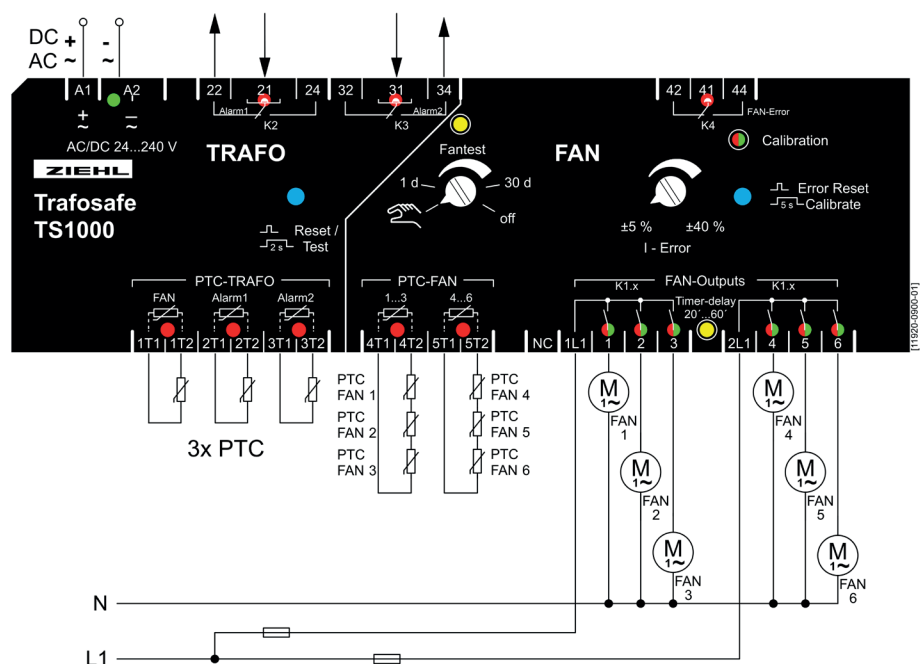 DC + -
AC ~ ~
A1 A2 22 21 24 32 31 34 42 41 44
Alarm1 K2
K3 Alarm2
K4 FAN-Error
+ ~
− ~
AC/DC 24...240 V
ZIEHL
Trafosafe
TS1000
TRAFO
Reset /
2 s Test
Fantest
1 d 30 d
off
FAN
Calibration
±5 % ±40 %
I - Error
Error Reset
5 s Calibrate
PTC-TRAFO
FAN Alarm1 Alarm2
1T1 1T2 2T1 2T2 3T1 3T2
PTC-FAN
1...3 4...6
4T1 4T2 5T1 5T2
FAN-Outputs
K1.x K1.x
Timer-delay
20´...60´
NC 1L1 1 2 3 2L1 4 5 6
[11920-0900-01]
3x PTC
PTC
FAN 1
PTC
FAN 2
PTC
FAN 3
PTC
FAN 4
PTC
FAN 5
PTC
FAN 6
M
1~
FAN
1
M
1~
FAN
2
M
1~
FAN
3
M
1~
FAN
4
M
1~
FAN
5
M
1~
FAN
6
N
L1